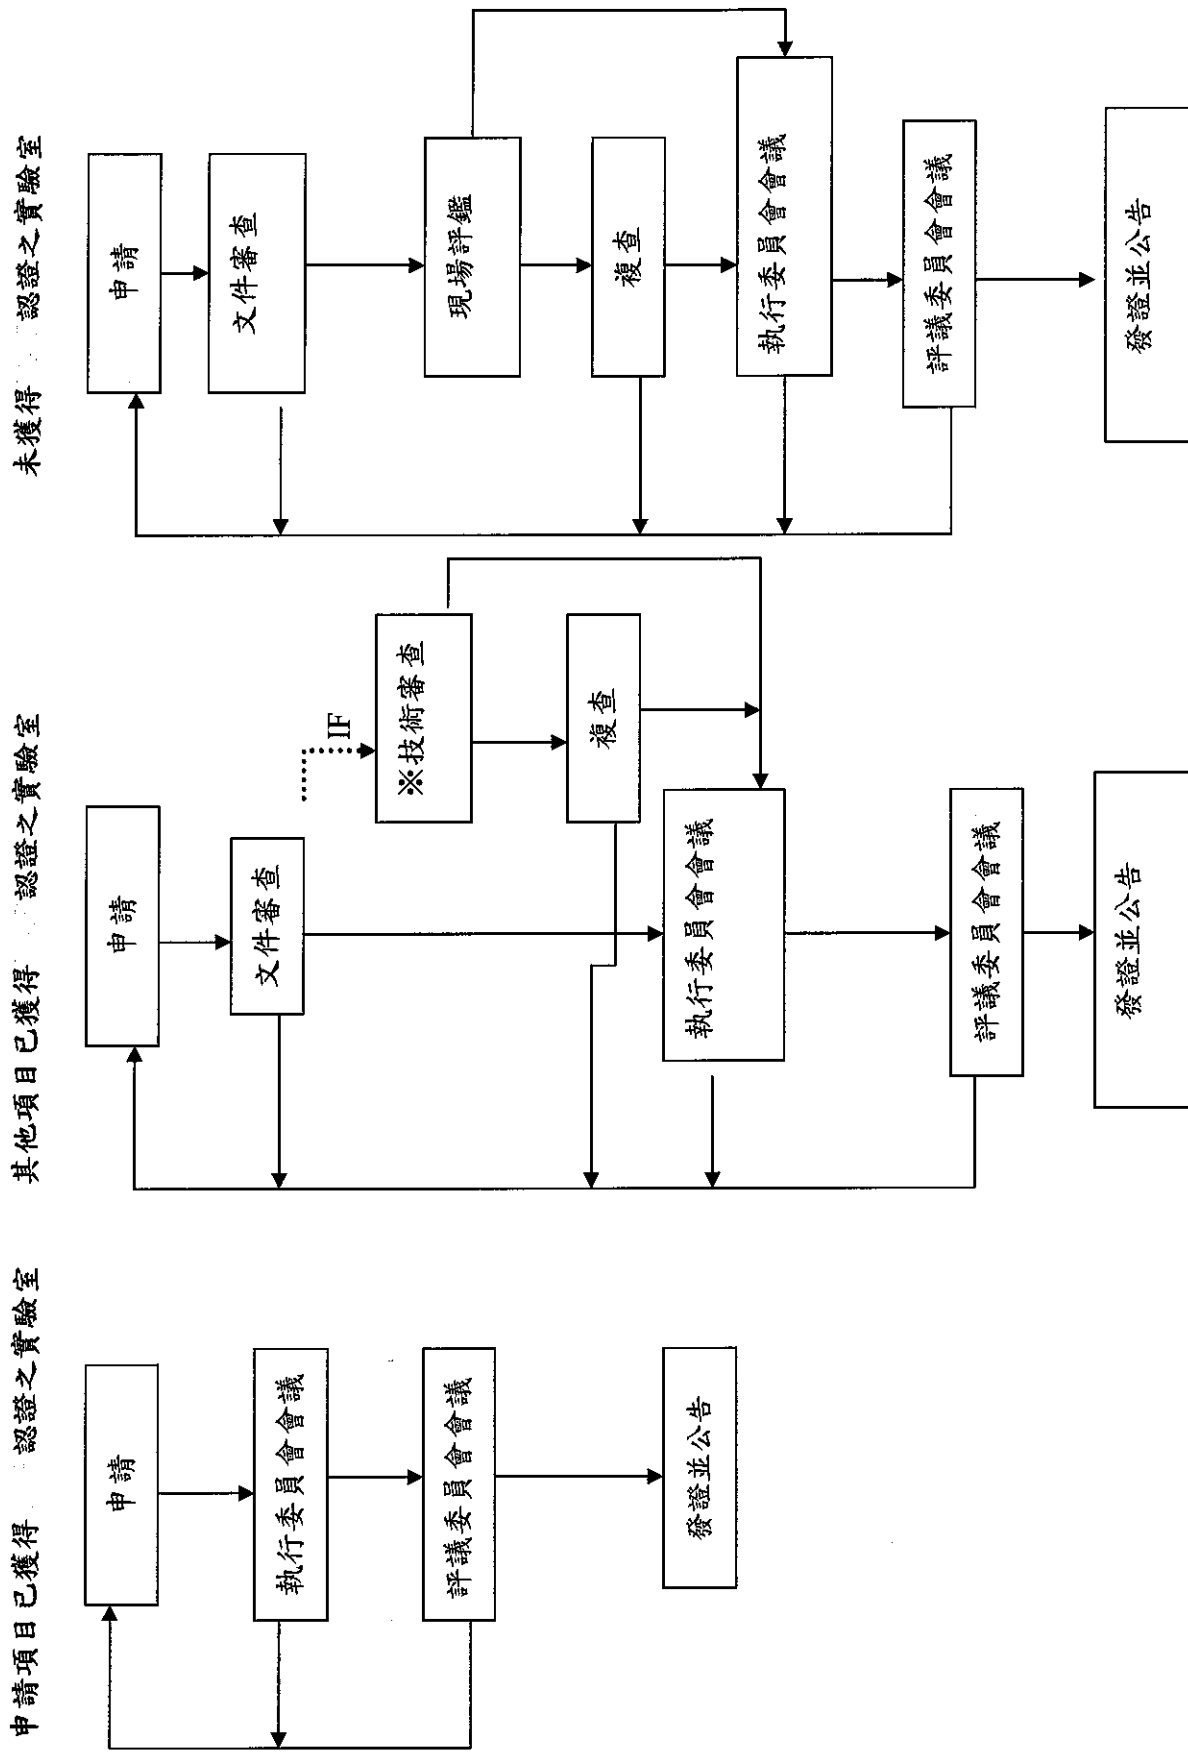 申請項目已獲得 認證之實驗室
申請
執行委員會會議
評議委員會會議
發證並公告
其他項目已獲得 認證之實驗室
申請
文件審查
IF
※技術審查
複查
執行委員會會議
評議委員會會議
發證並公告
未獲得 認證之實驗室
申請
文件審查
現場評鑑
複查
執行委員會會議
評議委員會會議
發證並公告